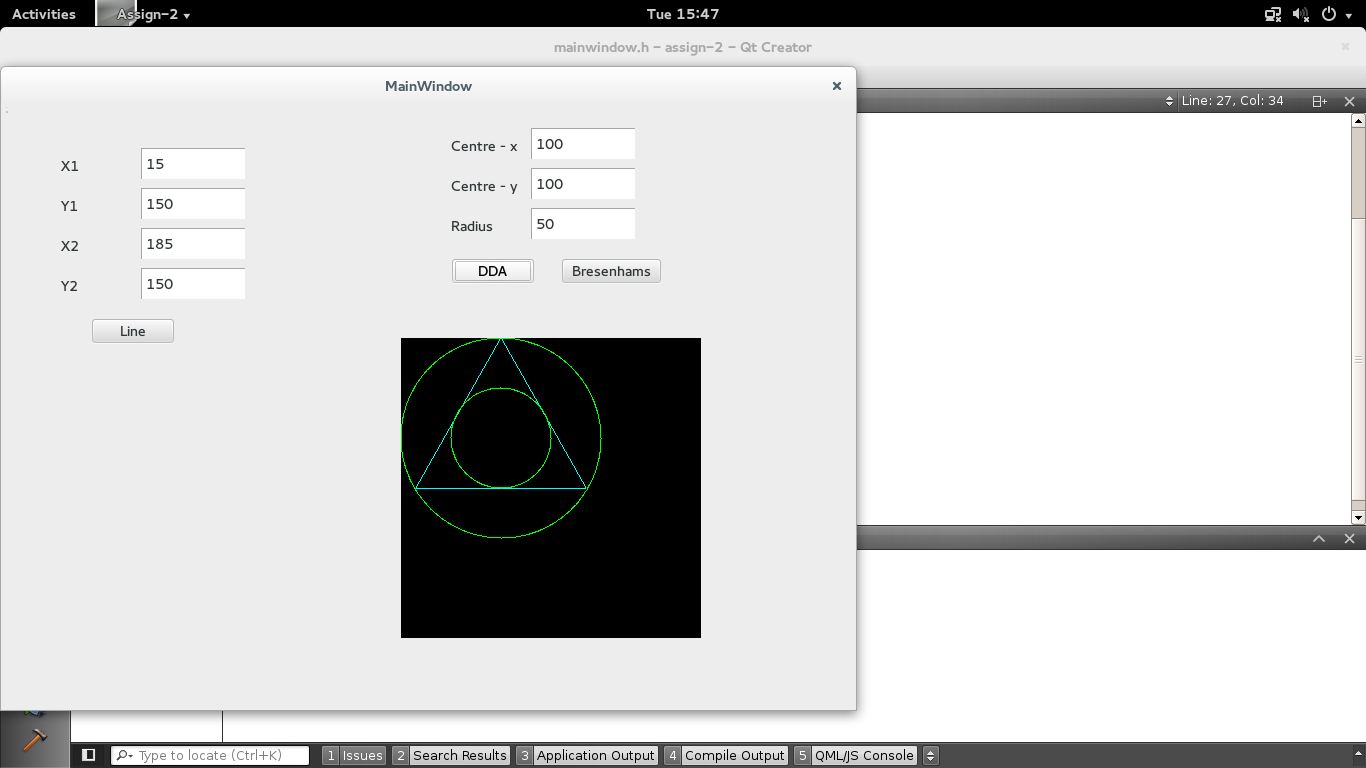 Activities Assign-2 Tue 15:47
mainwindow.h - assign-2 - Qt Creator
MainWindow
Line: 27, Col: 34
X1 15
Y1 150
X2 185
Y2 150
Line
Centre - x 100
Centre - y 100
Radius 50
DDA Bresenhams
Type to locate (Ctrl+K) 1 Issues 2 Search Results 3 Application Output 4 Compile Output 5 QML/JS Console